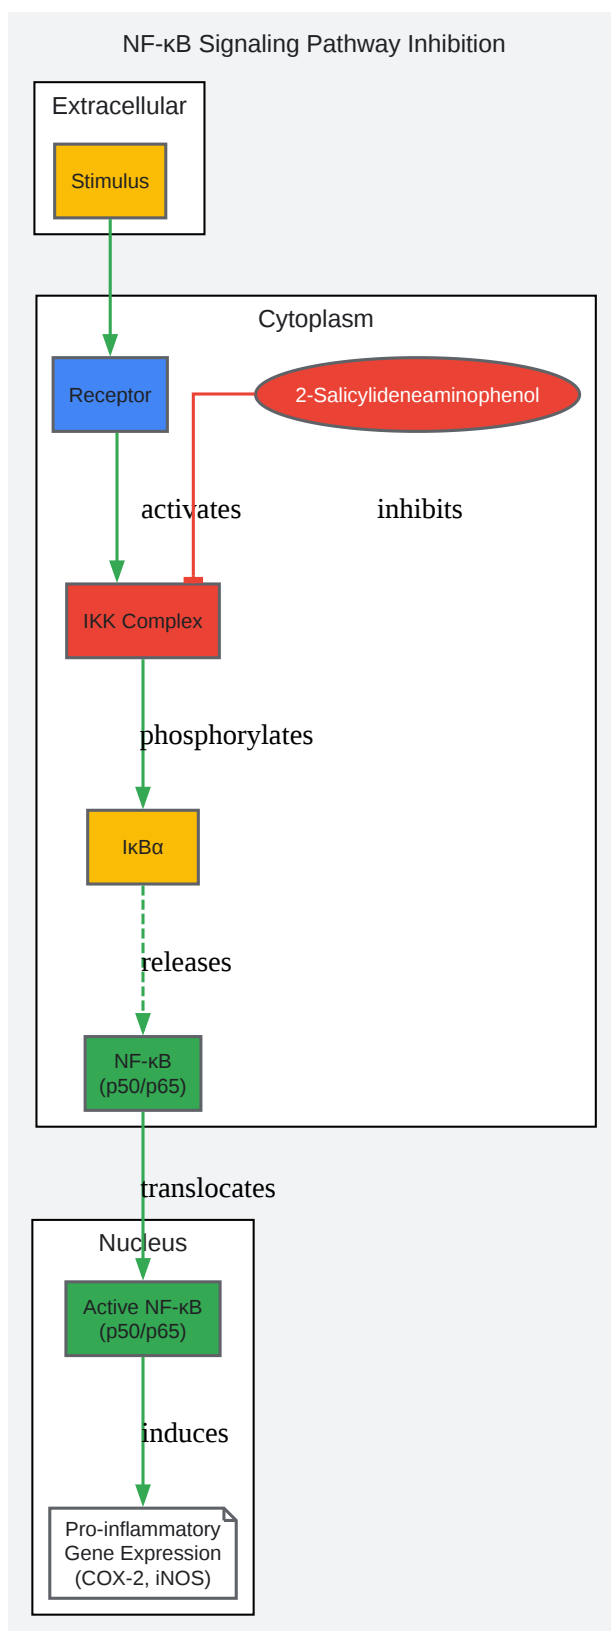 NF-κB Signaling Pathway Inhibition
Extracellular
Stimulus
Cytoplasm
Receptor
2-Salicylideneaminophenol
activates
inhibits
IKK Complex
phosphorylates
IκBα
releases
NF-κB
(p50/p65)
translocates
Nucleus
Active NF-κB
(p50/p65)
induces
Pro-inflammatory
Gene Expression
(COX-2, iNOS)